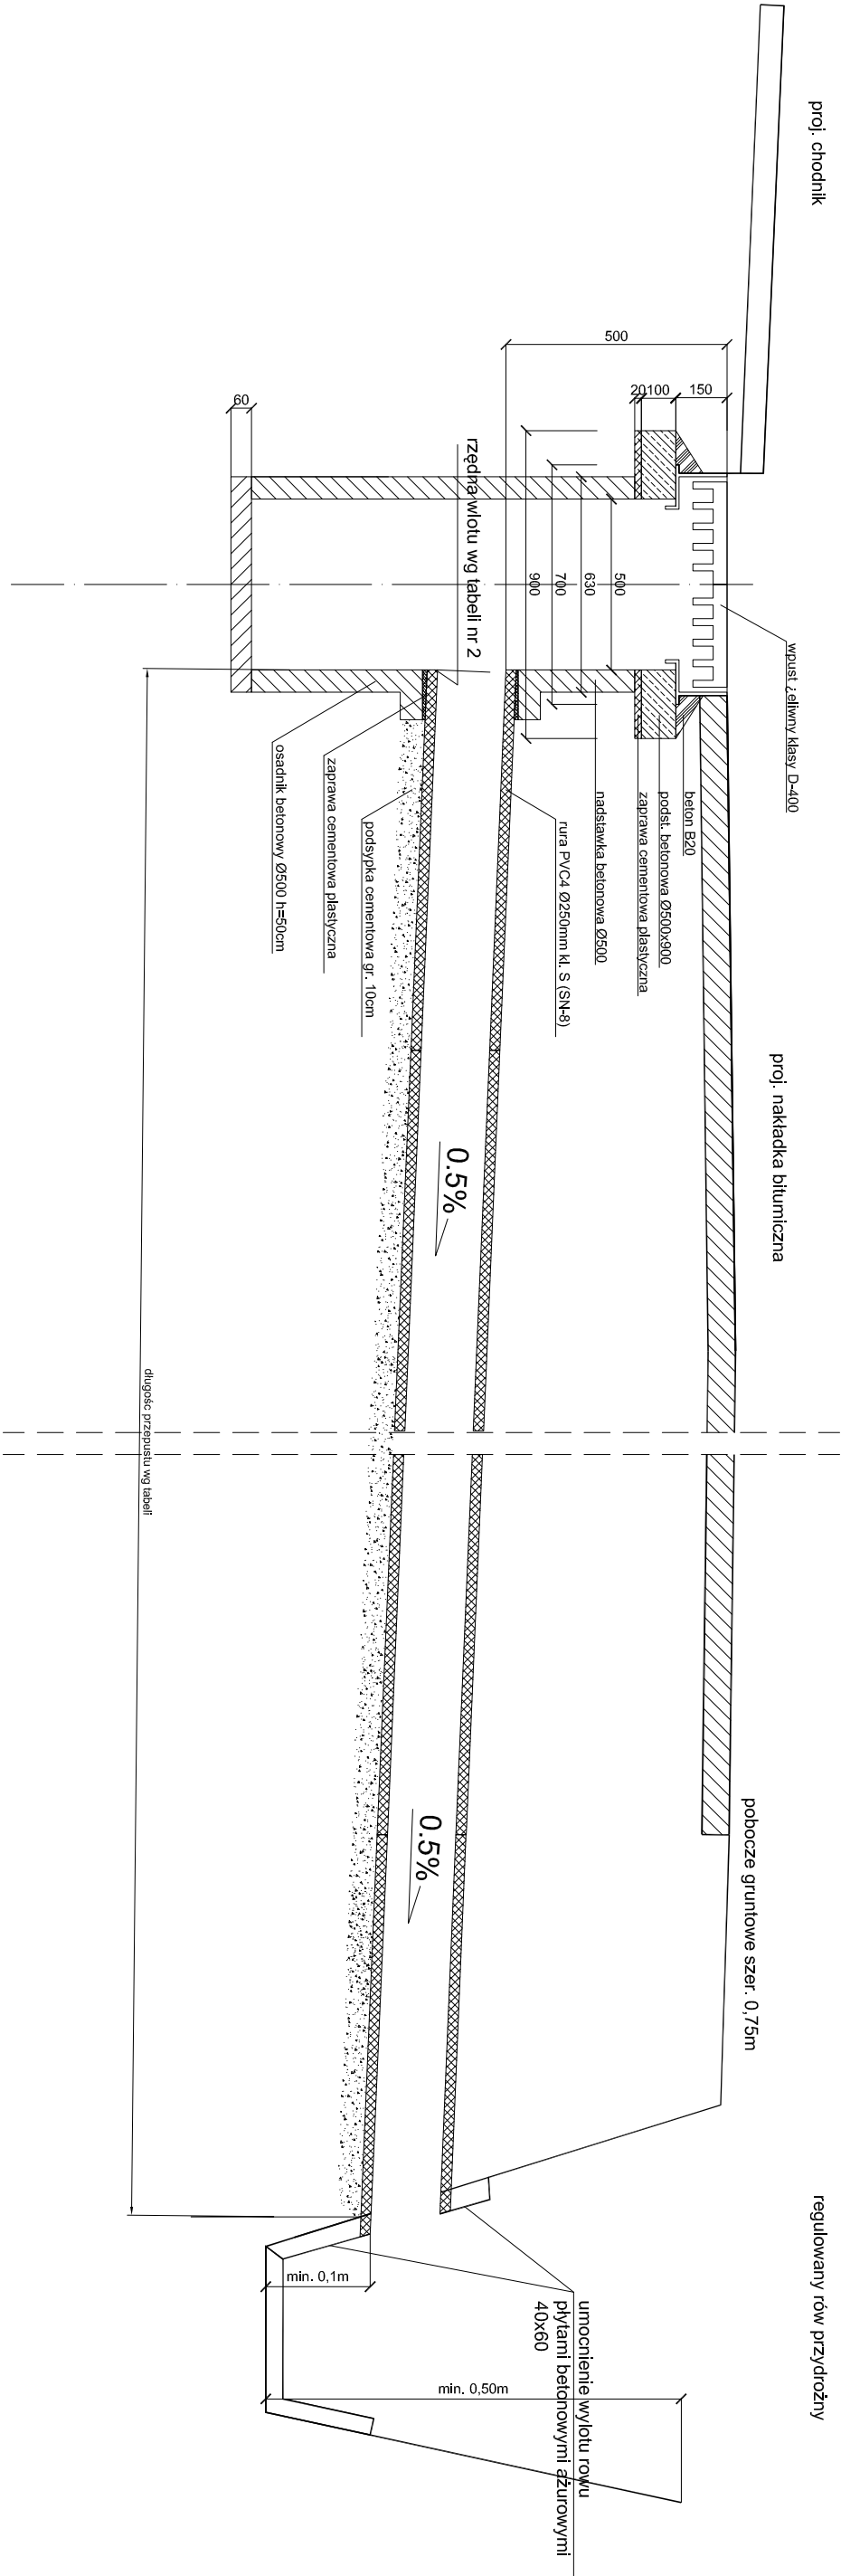 proj. chodnik
proj. nakładka bitumiczna
pobocze gruntowe szer. 0,75m
regulowany rów przydrożny
wpust ¿eliwny klasy D-400
beton B20
podst. betonowa Ø500x900
zaprawa cementowa plastyczna
nadstawka betonowa Ø500
rura PVC4 Ø250mm kl. S (SN-8)
rzędna wlotu wg tabeli nr 2
podsypka cementowa gr. 10cm
zaprawa cementowa plastyczna
osadnik betonowy Ø500 h=50cm
500
150
100
20
60
500
630
700
900
0.5%
0.5%
długośc przepustu wg tabeli
min. 0,1m
min. 0,50m
umocnienie wylotu rowu
płytami betonowymi ażurowymi
40x60